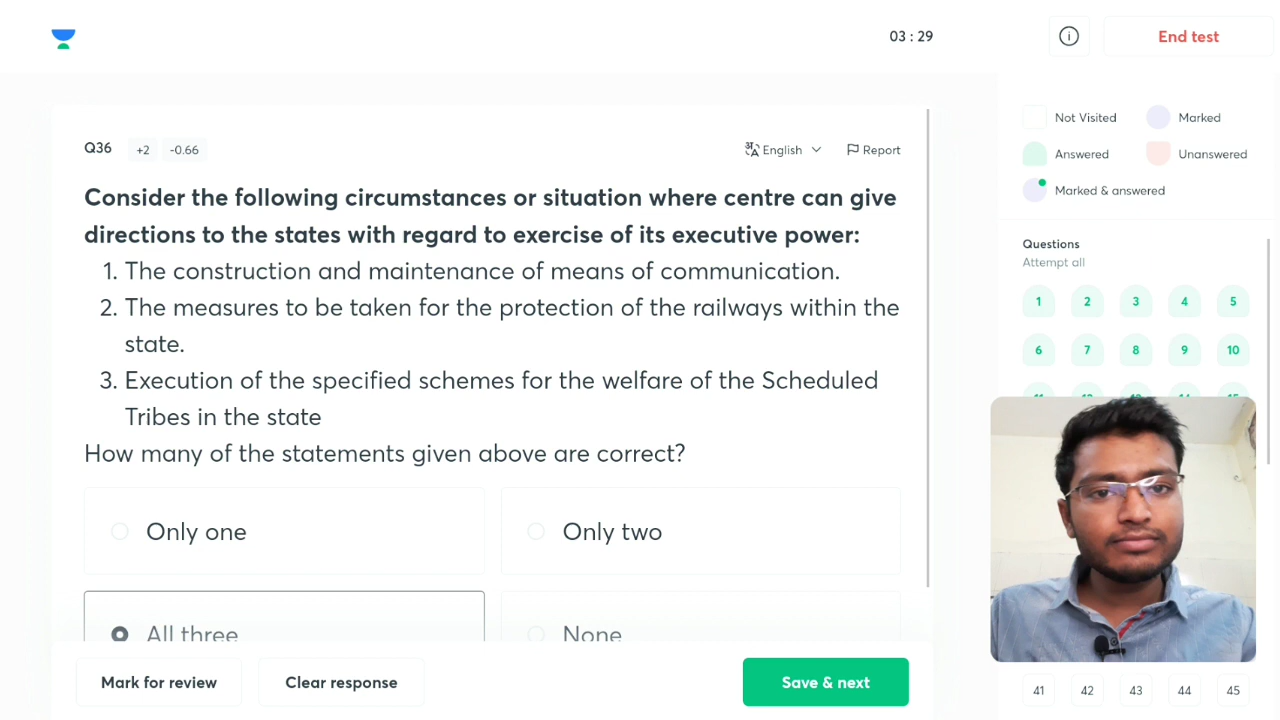 03 : 29
End test
Q36
+2
-0.66
English
Report
Consider the following circumstances or situation where centre can give
directions to the states with regard to exercise of its executive power:
1. The construction and maintenance of means of communication.
2. The measures to be taken for the protection of the railways within the
state.
3. Execution of the specified schemes for the welfare of the Scheduled
Tribes in the state
How many of the statements given above are correct?
Only one
Only two
All three
None
Mark for review
Clear response
Save & next
Not Visited
Marked
Answered
Unanswered
Marked & answered
Questions
Attempt all
1 2 3 4 5
6 7 8 9 10
41 42 43 44 45